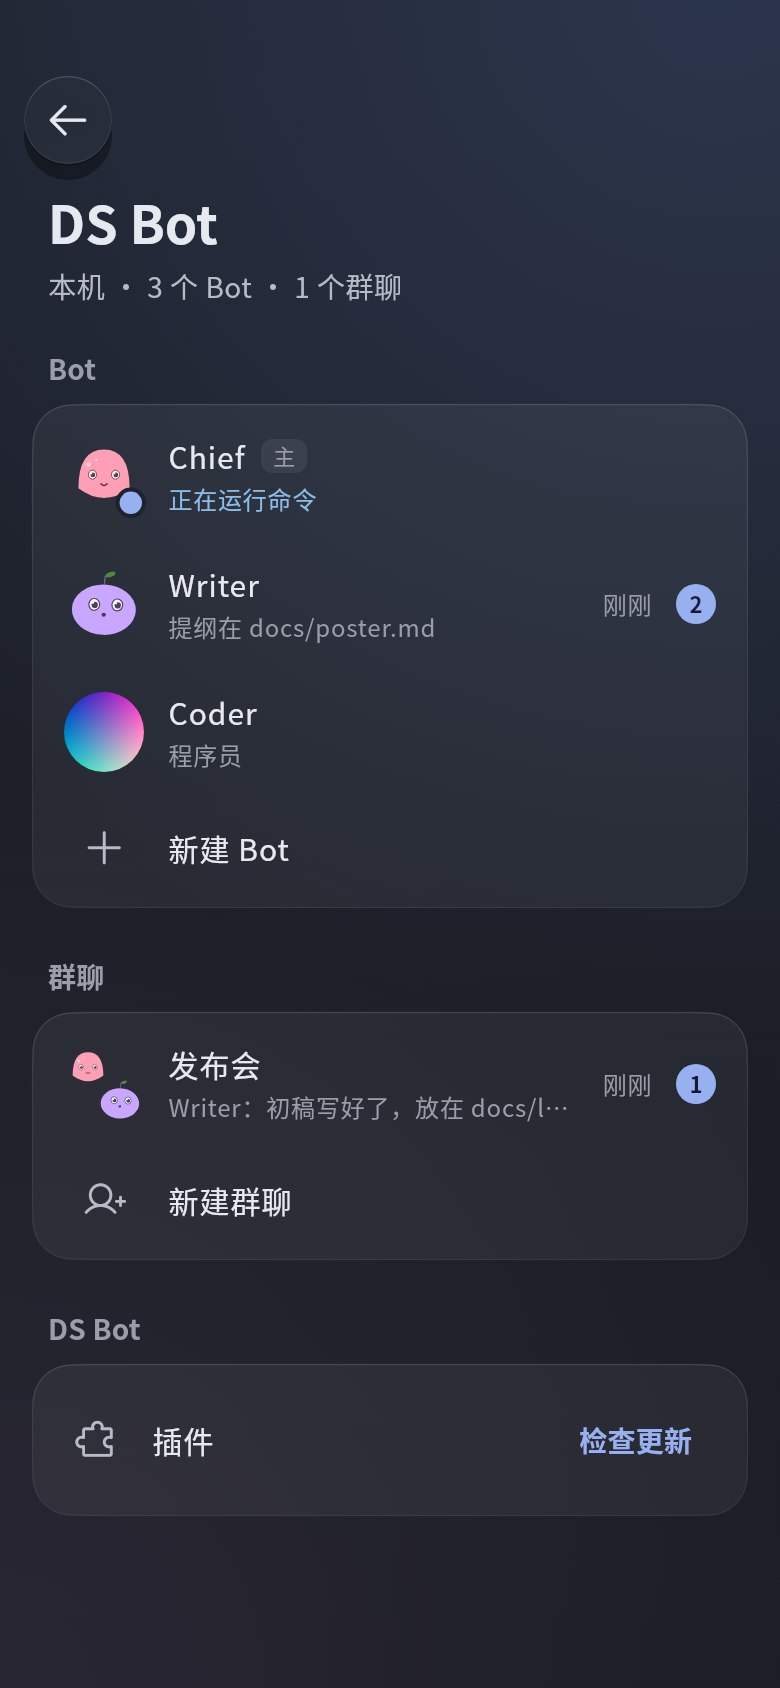 DS Bot
本机 · 3 个 Bot · 1 个群聊
Bot
Chief 主
正在运行命令
Writer
提纲在 docs/poster.md
刚刚 2
Coder
程序员
新建 Bot
群聊
发布会
Writer：初稿写好了，放在 docs/l…
刚刚 1
新建群聊
DS Bot
插件 检查更新